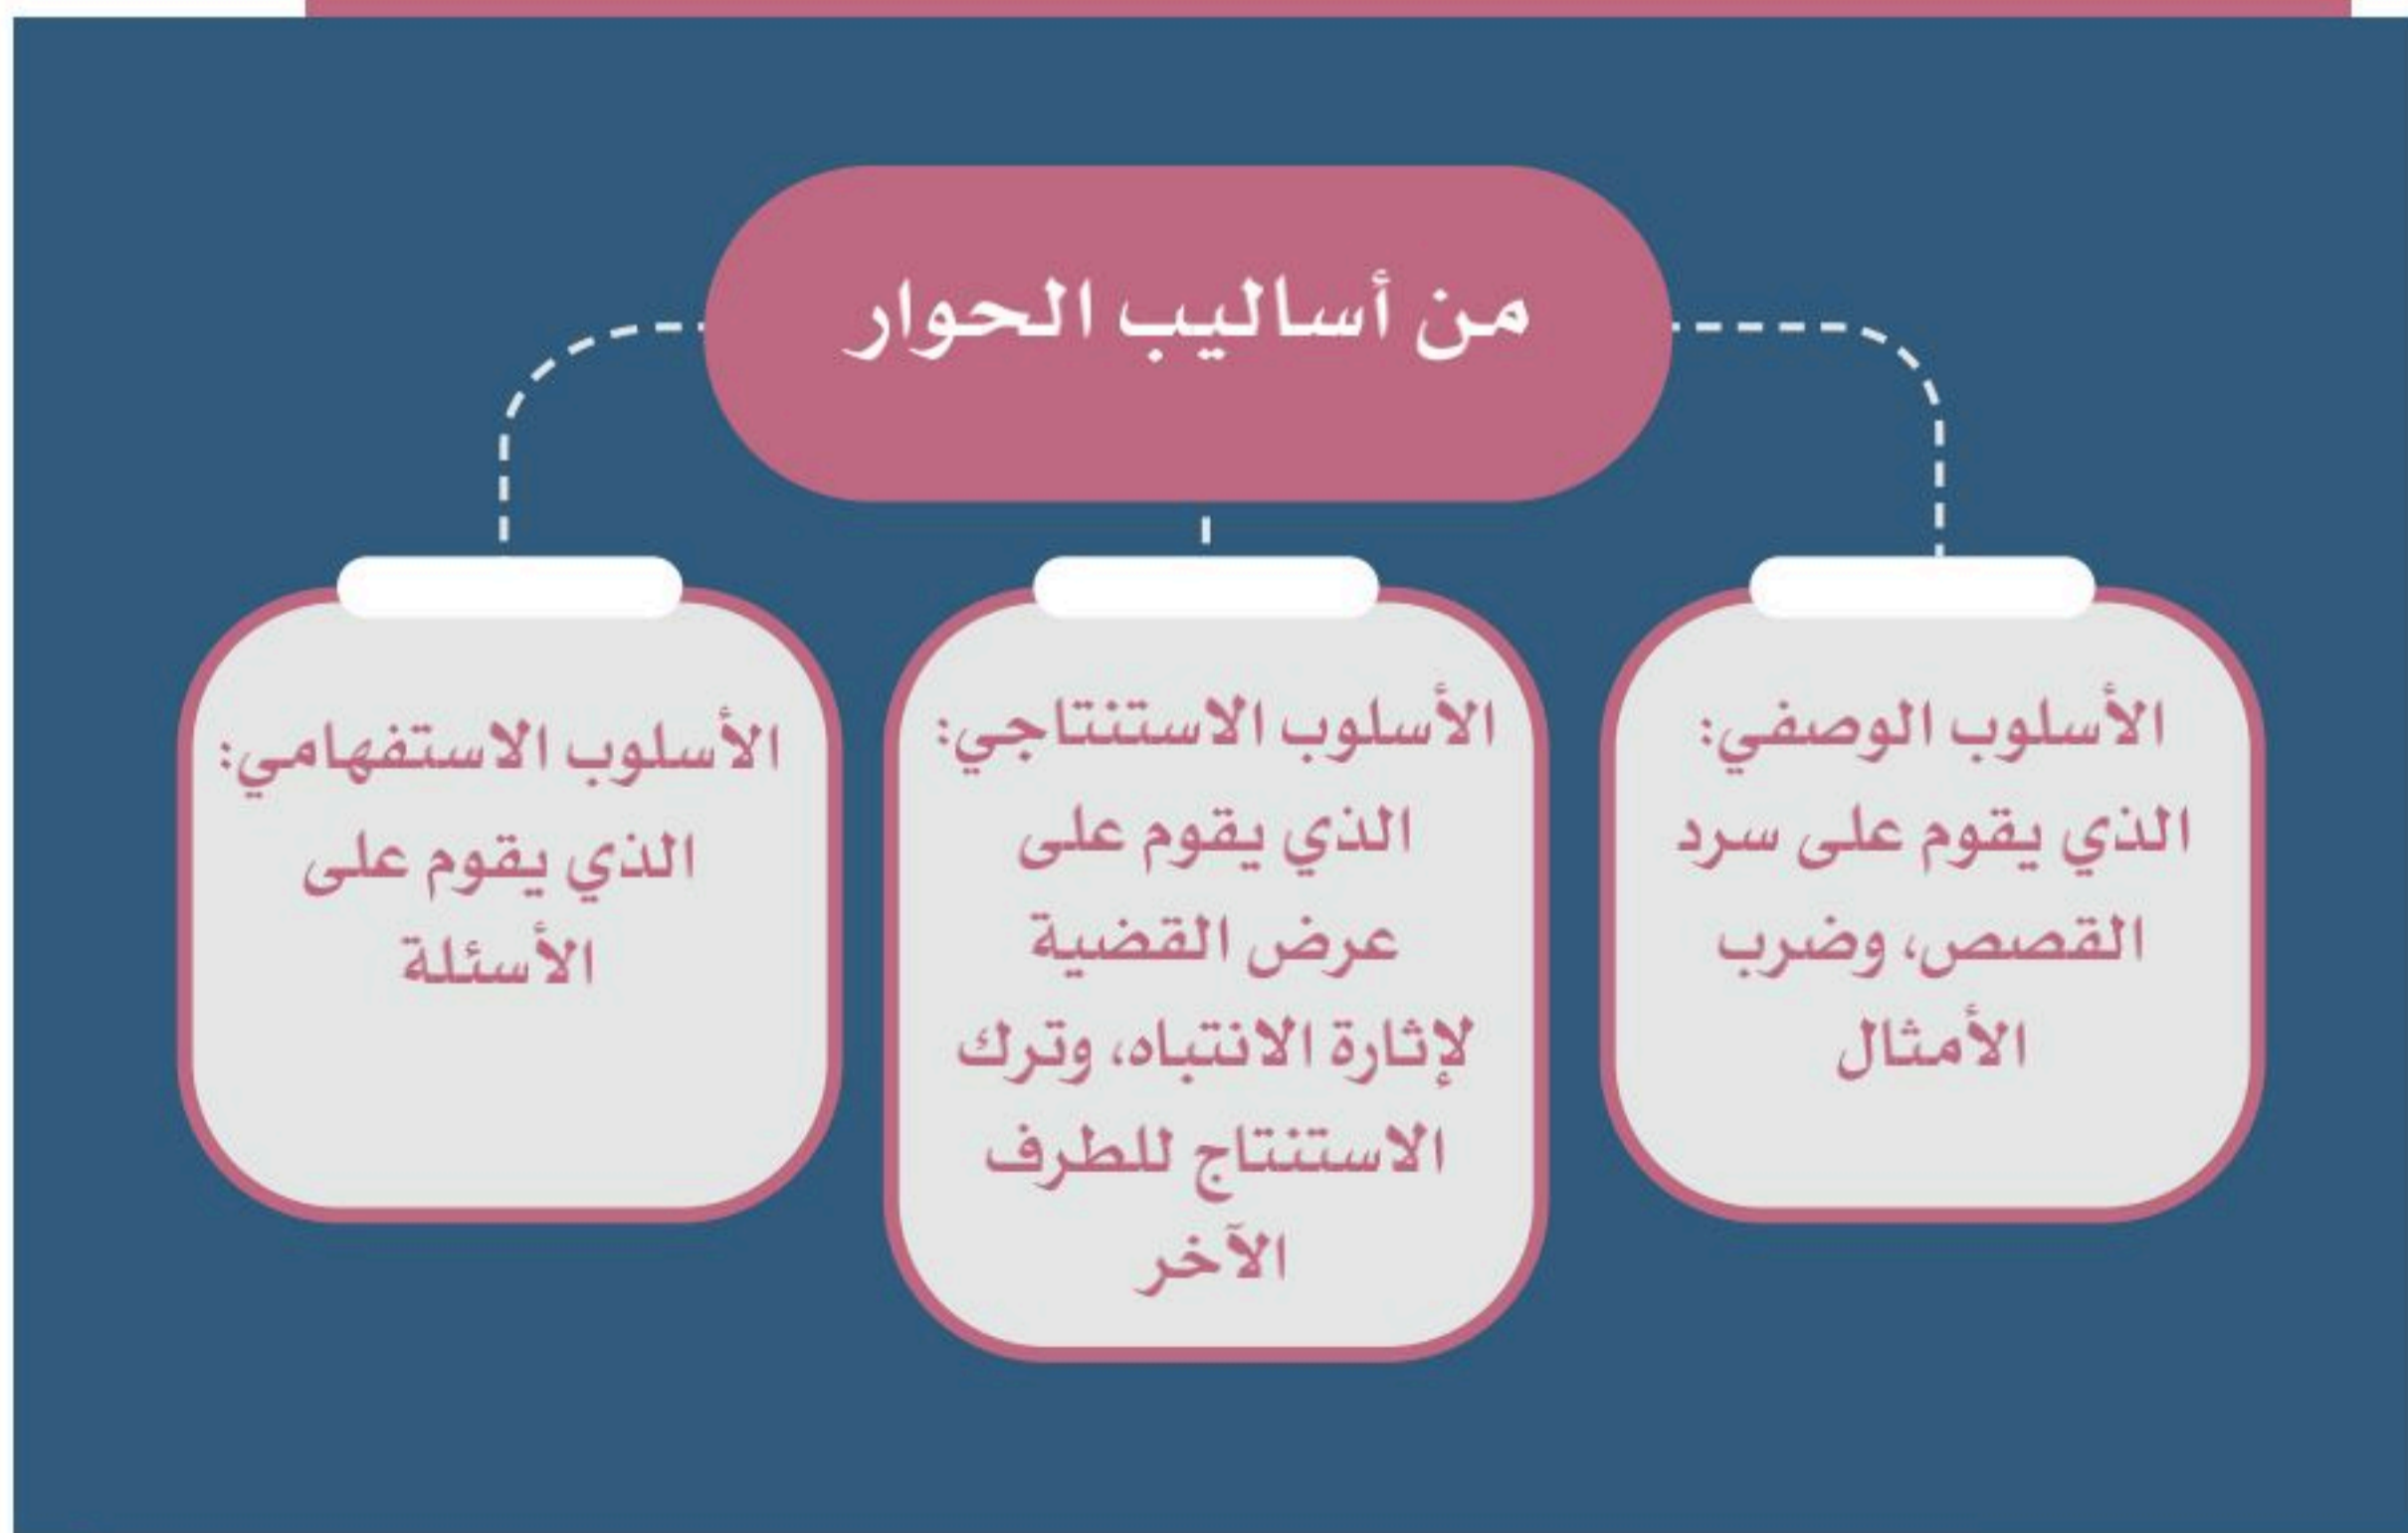 من أساليب الحوار
الأسلوب الوصفي:
الذي يقوم على سرد
القصص، وضرب
الأمثال
الأسلوب الاستنتاجي:
الذي يقوم على
عرض القضية
لإثارة الانتباه، وترك
الاستنتاج للطرف
الآخر
الأسلوب الاستفهامي:
الذي يقوم على
الأسئلة